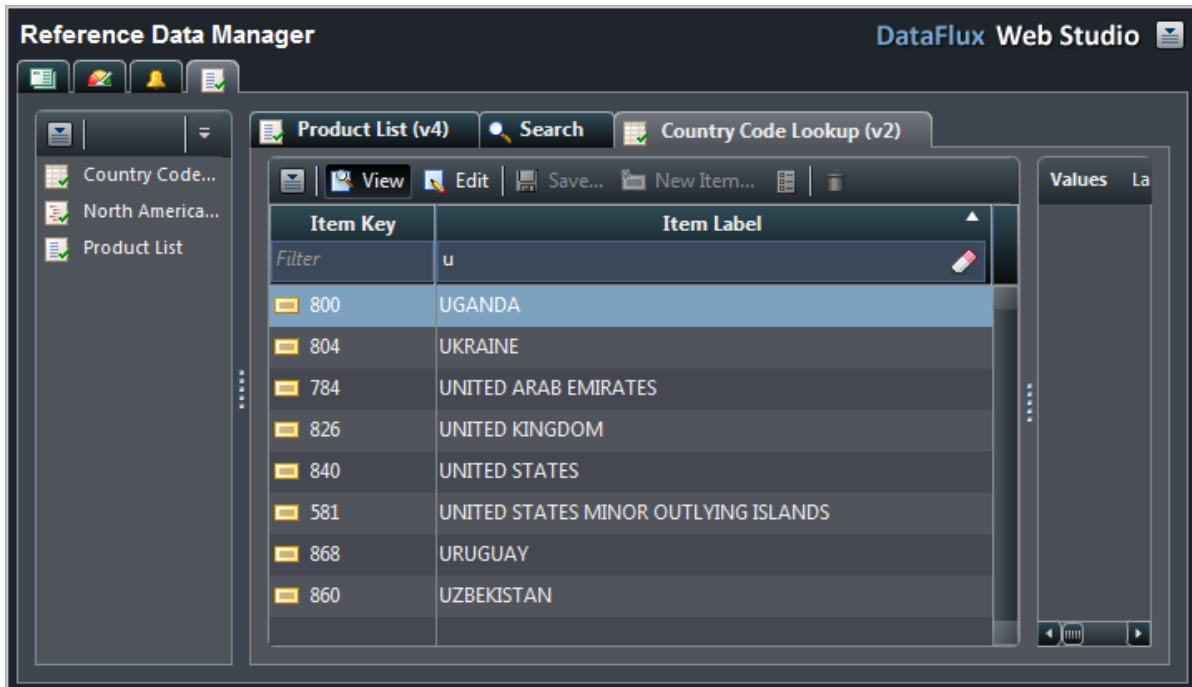 Reference Data Manager
DataFlux Web Studio
Product List (v4) Search Country Code Lookup (v2)
Country Code...
North America...
Product List
View Edit Save... New Item...
Values La
Item Key Item Label
Filter u
800 UGANDA
804 UKRAINE
784 UNITED ARAB EMIRATES
826 UNITED KINGDOM
840 UNITED STATES
581 UNITED STATES MINOR OUTLYING ISLANDS
868 URUGUAY
860 UZBEKISTAN